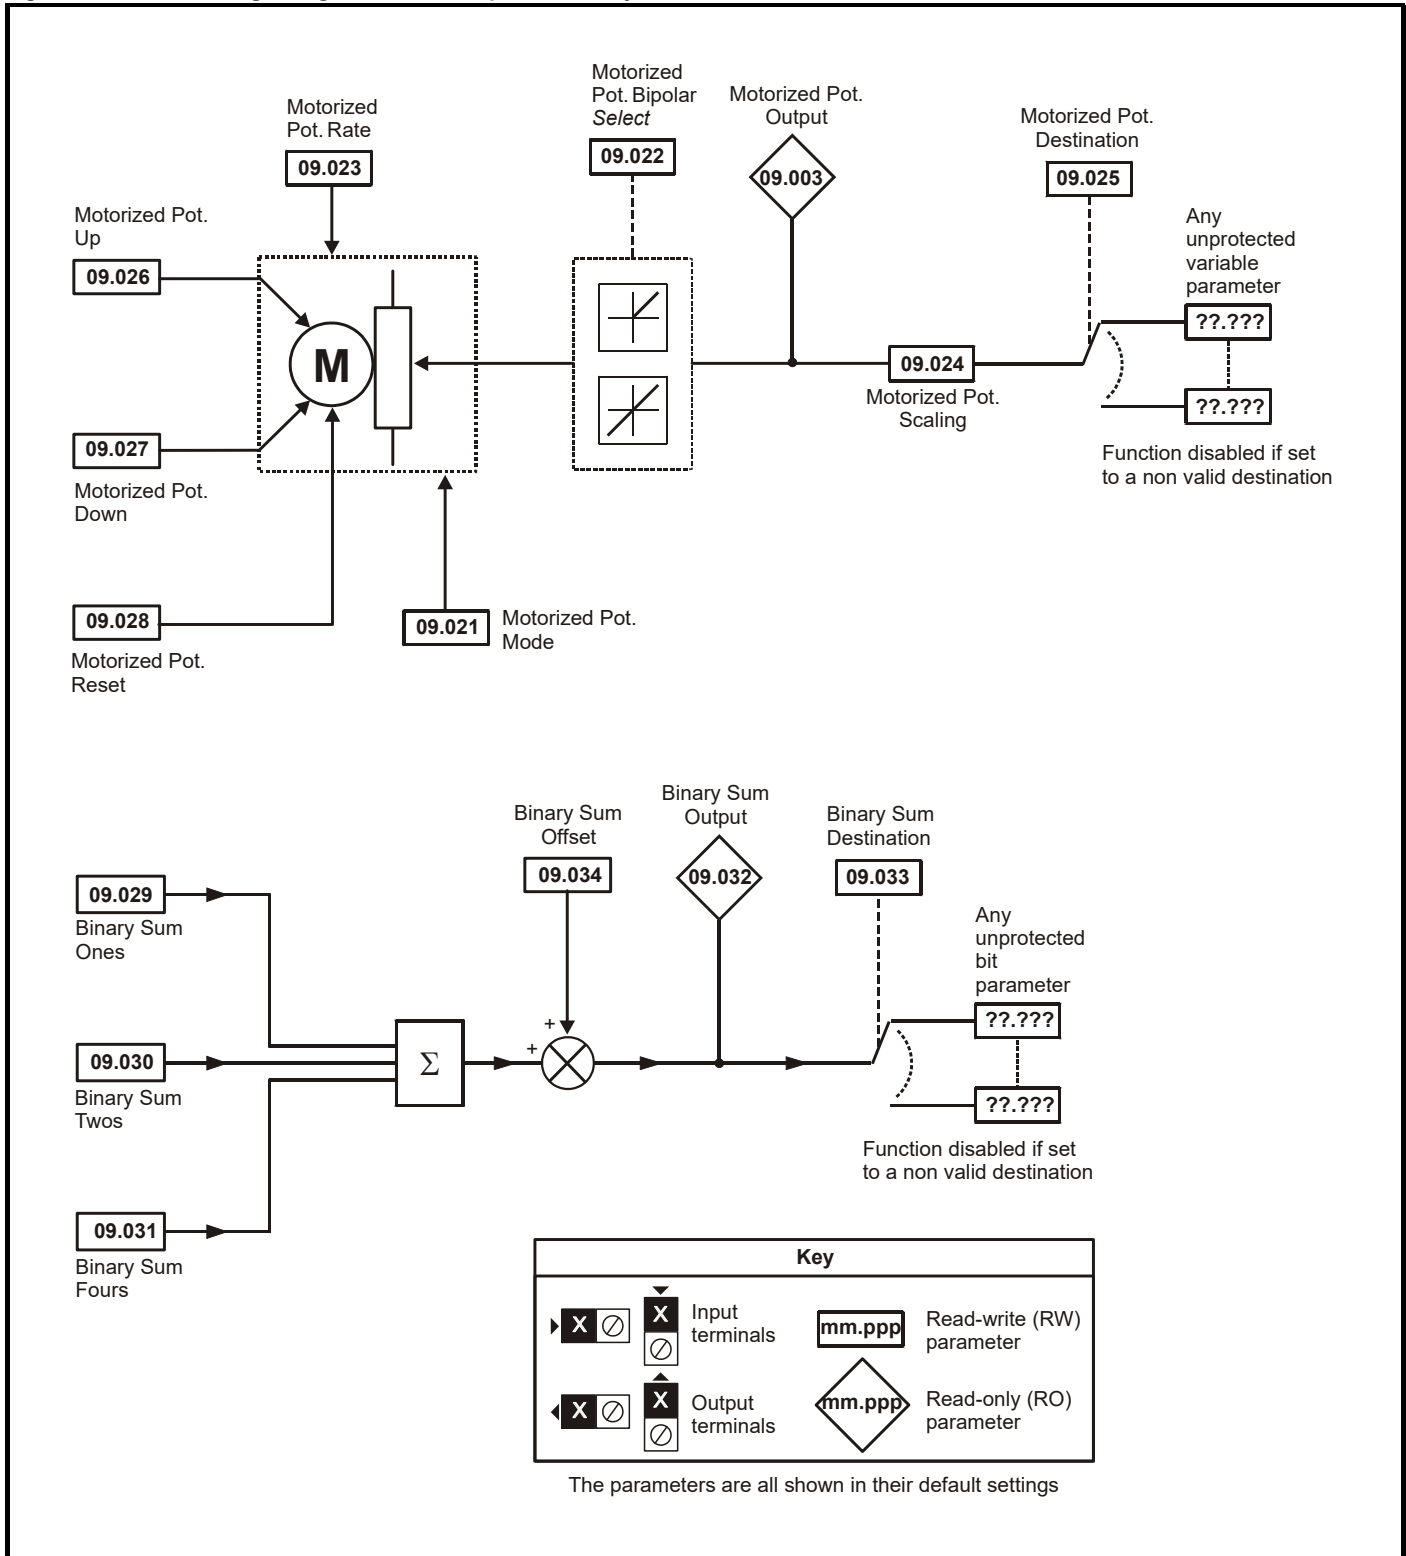 Motorized
Pot. Rate
09.023
Motorized
Pot. Bipolar
Select
09.022
Motorized Pot.
Output
09.003
Motorized Pot.
Destination
09.025
Motorized Pot.
Up
09.026
Any
unprotected
variable
parameter
??.???
M
09.024
Motorized Pot.
Scaling
??.???
Function disabled if set
to a non valid destination
09.027
Motorized Pot.
Down
09.028
Motorized Pot.
Reset
09.021
Motorized Pot.
Mode
Binary Sum
Offset
09.034
Binary Sum
Output
09.032
Binary Sum
Destination
09.033
09.029
Binary Sum
Ones
Any
unprotected
bit
parameter
??.???
+
+
Σ
09.030
Binary Sum
Twos
??.???
Function disabled if set
to a non valid destination
09.031
Binary Sum
Fours
Key
X
X
Input
terminals
mm.ppp
Read-write (RW)
parameter
X
X
Output
terminals
mm.ppp
Read-only (RO)
parameter
The parameters are all shown in their default settings